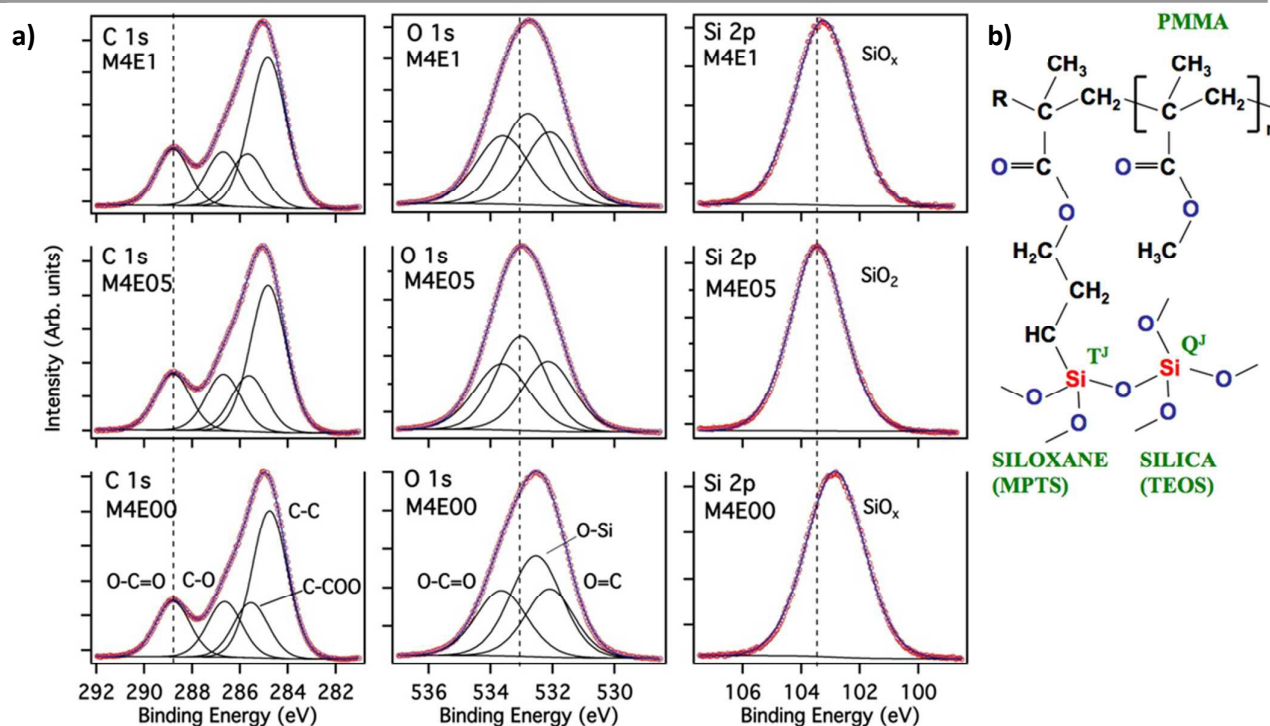 a)
C 1s
M4E1
O 1s
M4E1
Si 2p
M4E1
SiOx
C 1s
M4E05
O 1s
M4E05
Si 2p
M4E05
SiO2
C 1s
M4E00
C-C
O-C=O
C-O
C-COO
O 1s
M4E00
O-Si
O-C=O
O=C
Si 2p
M4E00
SiOx
Intensity (Arb. units)
292 290 288 286 284 282
Binding Energy (eV)
536 534 532 530
Binding Energy (eV)
106 104 102 100
Binding Energy (eV)
b)
PMMA
CH3
CH3
R
C
CH2
C
CH2
n
O
C
O
C
O
O
H2C
H3C
CH2
HC
O
TJ
QJ
Si
Si
O
O
O
O
O
SILOXANE
(MPTS)
SILICA
(TEOS)